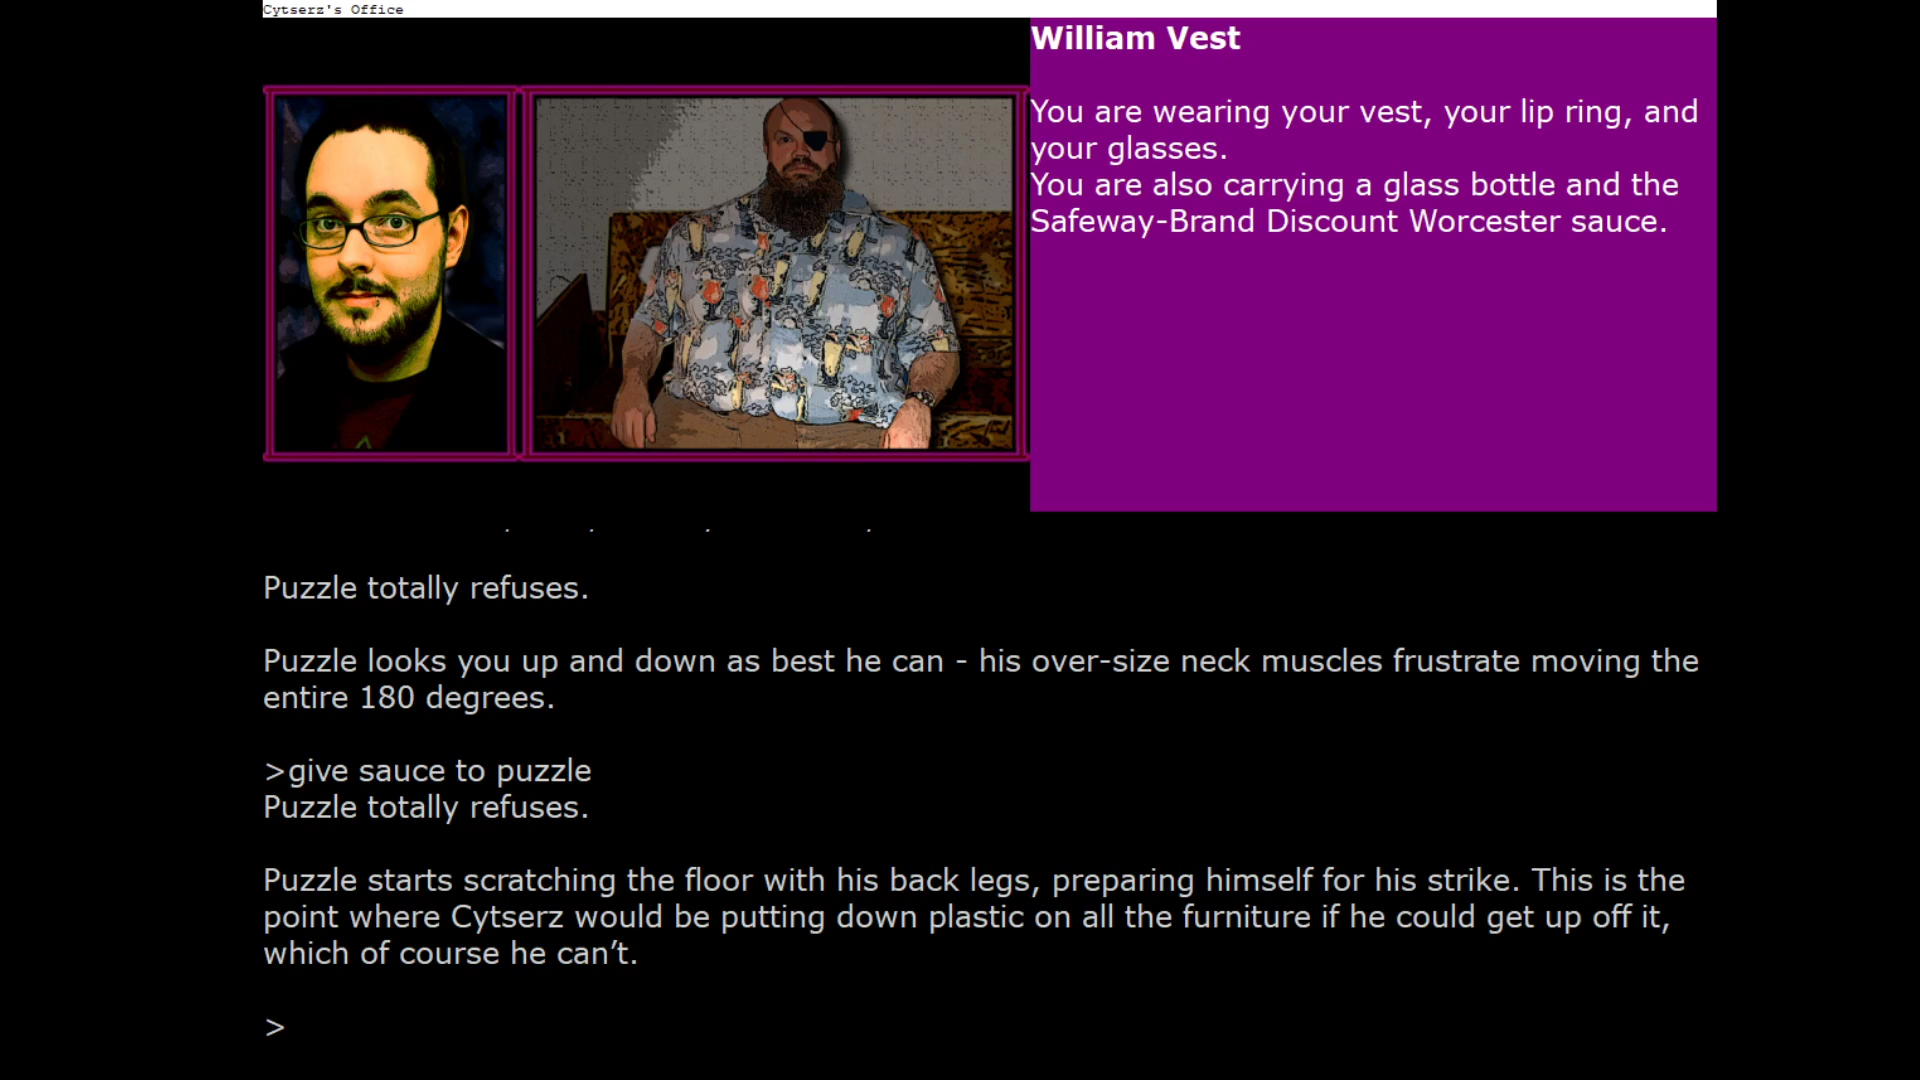 Cytserz's Office
William Vest
You are wearing your vest, your lip ring, and
your glasses.
You are also carrying a glass bottle and the
Safeway-Brand Discount Worcester sauce.
Puzzle totally refuses.
Puzzle looks you up and down as best he can - his over-size neck muscles frustrate moving the
entire 180 degrees.
>give sauce to puzzle
Puzzle totally refuses.
Puzzle starts scratching the floor with his back legs, preparing himself for his strike. This is the
point where Cytserz would be putting down plastic on all the furniture if he could get up off it,
which of course he can’t.
>